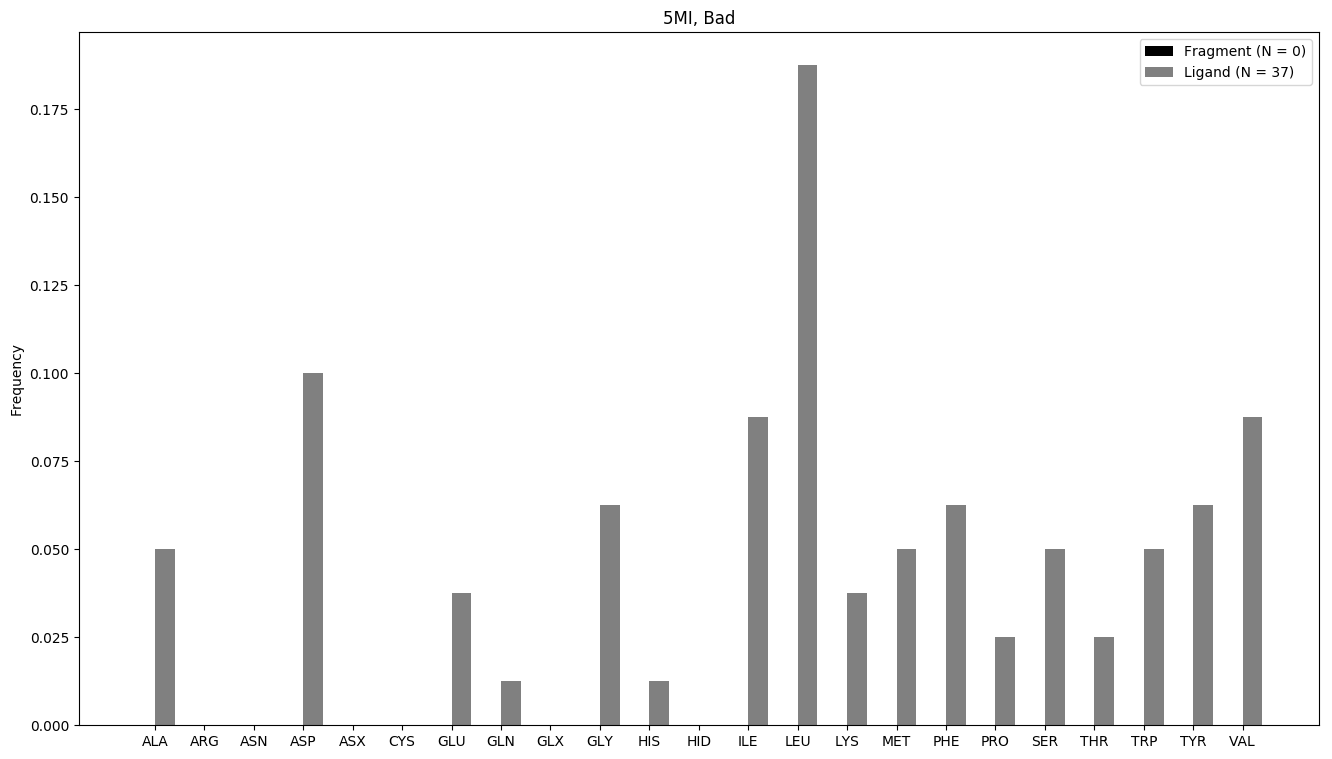 5MI, Bad
Fragment (N = 0)
Ligand (N = 37)
0.175
0.150
0.125
0.100
0.075
0.050
0.025
0.000
Frequency
ALA ARG ASN ASP ASX CYS GLU GLN GLX GLY HIS HID ILE LEU LYS MET PHE PRO SER THR TRP TYR VAL